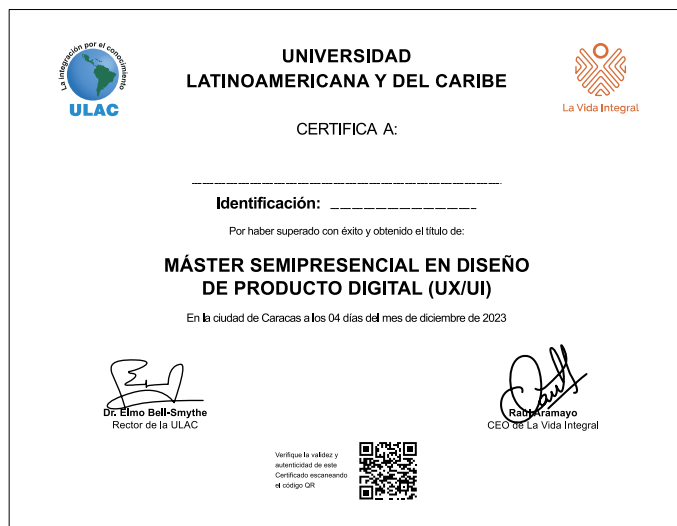 La integración por el conocimiento
ULAC
UNIVERSIDAD
LATINOAMERICANA Y DEL CARIBE
La Vida Integral
CERTIFICA A:
Identificación:
Por haber superado con éxito y obtenido el título de:
MÁSTER SEMIPRESENCIAL EN DISEÑO
DE PRODUCTO DIGITAL (UX/UI)
En la ciudad de Caracas a los 04 días del mes de diciembre de 2023
Dr. Elmo Bell-Smythe
Rector de la ULAC
Raúl Aramayo
CEO de La Vida Integral
Verifique la validez y
autenticidad de este
Certificado escaneando
el código QR